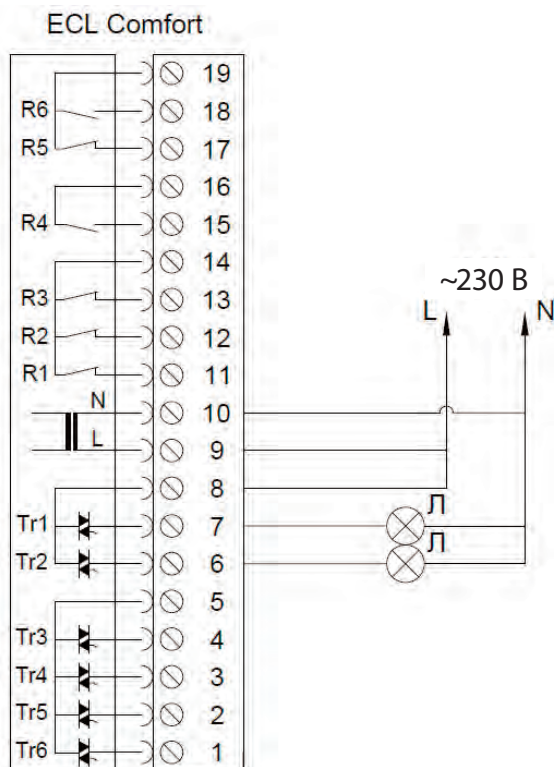 ECL Comfort
19
R6 18
R5 17
16
R4 15
~230 В
14
L N
R3 13
R2 12
R1 11
N 10
L 9
8
Л
Tr1 7
Л
Tr2 6
5
Tr3 4
Tr4 3
Tr5 2
Tr6 1